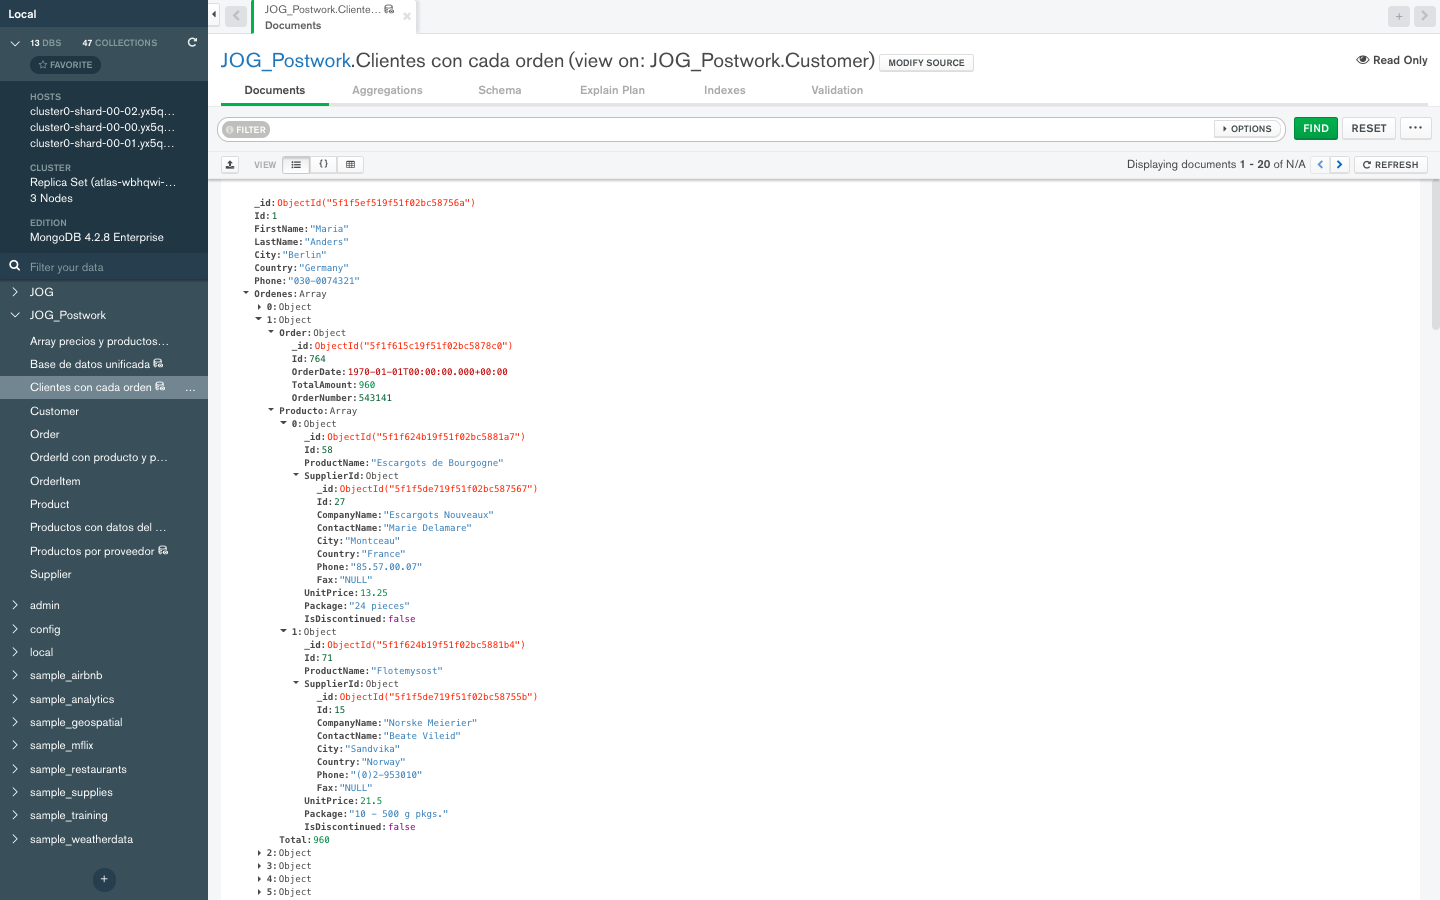 Local
13 DBS 47 COLLECTIONS
FAVORITE
HOSTS
cluster0-shard-00-02.yx5q...
cluster0-shard-00-00.yx5q...
cluster0-shard-00-01.yx5q...
CLUSTER
Replica Set (atlas-wbhqwi-...
3 Nodes
EDITION
MongoDB 4.2.8 Enterprise
Filter your data
JOG
JOG_Postwork
Array precios y productos...
Base de datos unificada
Clientes con cada orden ...
Customer
Order
OrderId con producto y p...
OrderItem
Product
Productos con datos del ...
Productos por proveedor
Supplier
admin
config
local
sample_airbnb
sample_analytics
sample_geospatial
sample_mflix
sample_restaurants
sample_supplies
sample_training
sample_weatherdata
+
JOG_Postwork.Cliente...
Documents
JOG_Postwork.Clientes con cada orden (view on: JOG_Postwork.Customer) MODIFY SOURCE
Read Only
Documents Aggregations Schema Explain Plan Indexes Validation
FILTER OPTIONS FIND RESET ...
VIEW {} Displaying documents 1 - 20 of N/A < > REFRESH
_id:ObjectId("5f1f5ef519f51f02bc58756a")
Id:1
FirstName:"Maria"
LastName:"Anders"
City:"Berlin"
Country:"Germany"
Phone:"030-0074321"
Ordenes:Array
0:Object
1:Object
Order:Object
_id:ObjectId("5f1f615c19f51f02bc5878c0")
Id:764
OrderDate:1970-01-01T00:00:00.000+00:00
TotalAmount:960
OrderNumber:543141
Producto:Array
0:Object
_id:ObjectId("5f1f624b19f51f02bc5881a7")
Id:58
ProductName:"Escargots de Bourgogne"
SupplierId:Object
_id:ObjectId("5f1f5de719f51f02bc587567")
Id:27
CompanyName:"Escargots Nouveaux"
ContactName:"Marie Delamare"
City:"Montceau"
Country:"France"
Phone:"85.57.00.07"
Fax:"NULL"
UnitPrice:13.25
Package:"24 pieces"
IsDiscontinued:false
1:Object
_id:ObjectId("5f1f624b19f51f02bc5881b4")
Id:71
ProductName:"Flotemysost"
SupplierId:Object
_id:ObjectId("5f1f5de719f51f02bc58755b")
Id:15
CompanyName:"Norske Meierier"
ContactName:"Beate Vileid"
City:"Sandvika"
Country:"Norway"
Phone:"(0)2-953010"
Fax:"NULL"
UnitPrice:21.5
Package:"10 - 500 g pkgs."
IsDiscontinued:false
Total:960
2:Object
3:Object
4:Object
5:Object